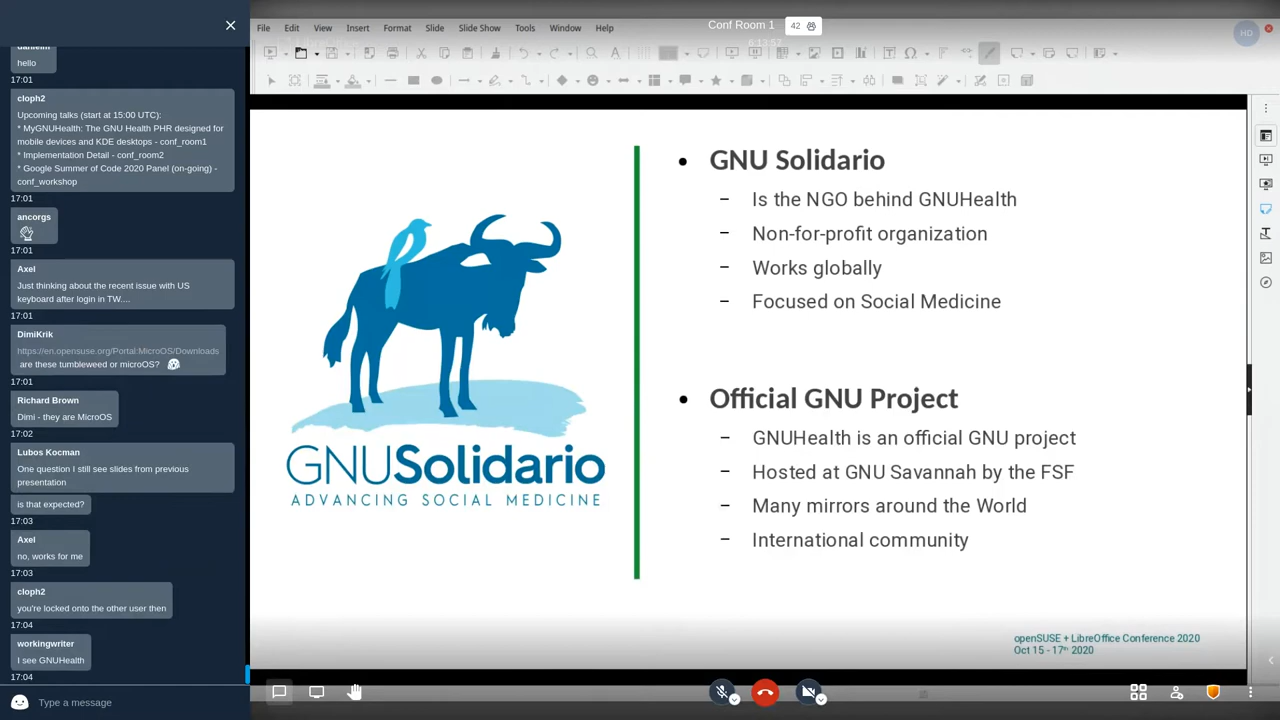 danielm
hello
17:01
cloph2
Upcoming talks (start at 15:00 UTC):
* MyGNUHealth: The GNU Health PHR designed for
mobile devices and KDE desktops - conf_room1
* Implementation Detail - conf_room2
* Google Summer of Code 2020 Panel (on-going) -
conf_workshop
17:01
ancorgs
17:01
Axel
Just thinking about the recent issue with US
keyboard after login in TW....
17:01
DimiKrik
https://en.opensuse.org/Portal:MicroOS/Downloads
are these tumbleweed or microOS?
17:01
Richard Brown
Dimi - they are MicroOS
17:02
Lubos Kocman
One question I still see slides from previous
presentation
is that expected?
17:03
Axel
no, works for me
17:03
cloph2
you're locked onto the other user then
17:04
workingwriter
I see GNUHealth
17:04
Type a message
File Edit View Insert Format Slide Slide Show Tools Window Help
Conf Room 1
42
6:13:52
HD
GNUSolidario
ADVANCING SOCIAL MEDICINE
• GNU Solidario
– Is the NGO behind GNUHealth
– Non-for-profit organization
– Works globally
– Focused on Social Medicine
• Official GNU Project
– GNUHealth is an official GNU project
– Hosted at GNU Savannah by the FSF
– Many mirrors around the World
– International community
openSUSE + LibreOffice Conference 2020
Oct 15 - 17th 2020